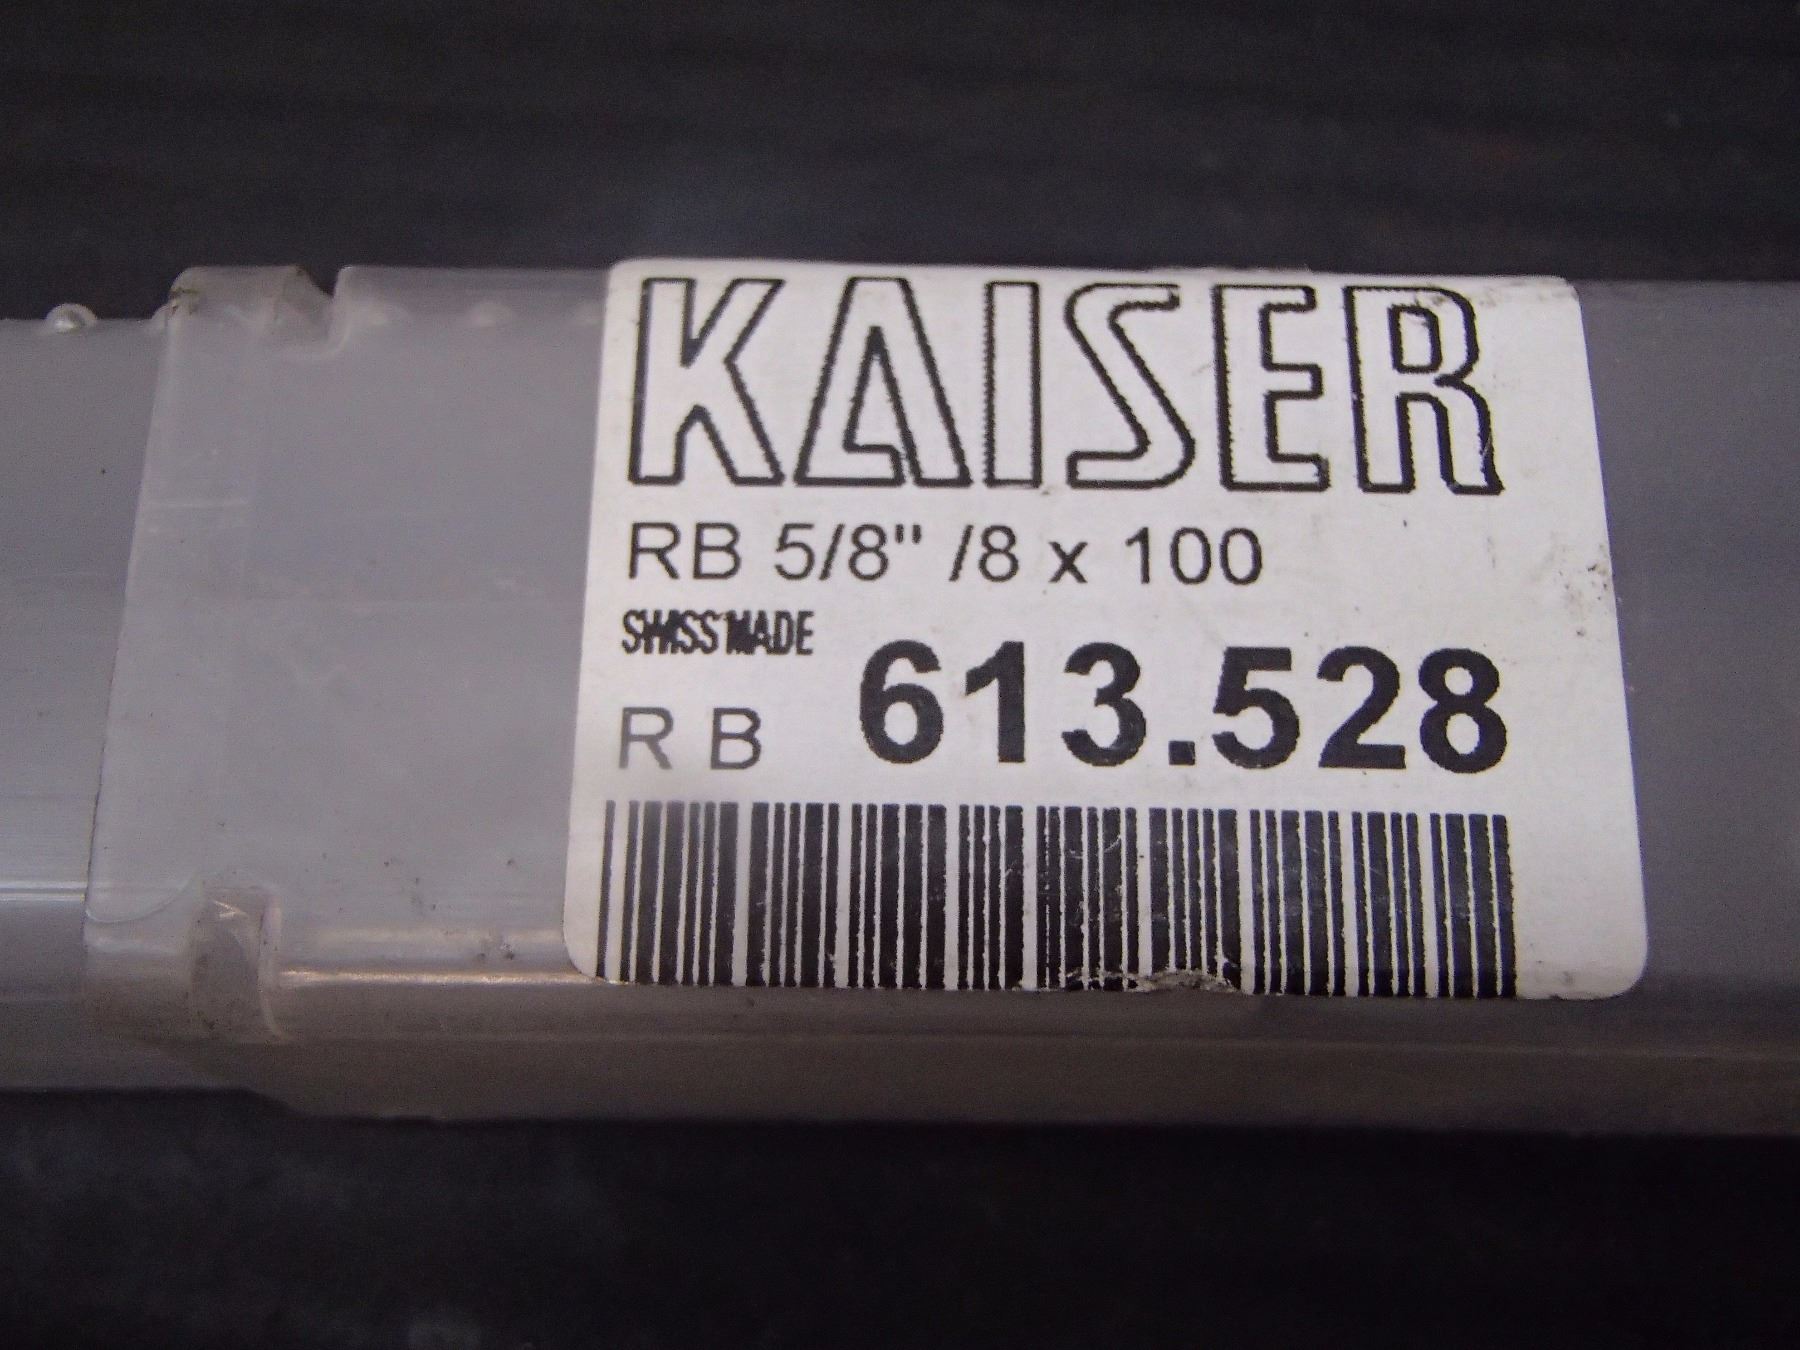 KAISER
RB 5/8" /8 x 100
SWISS MADE
RB 613.528